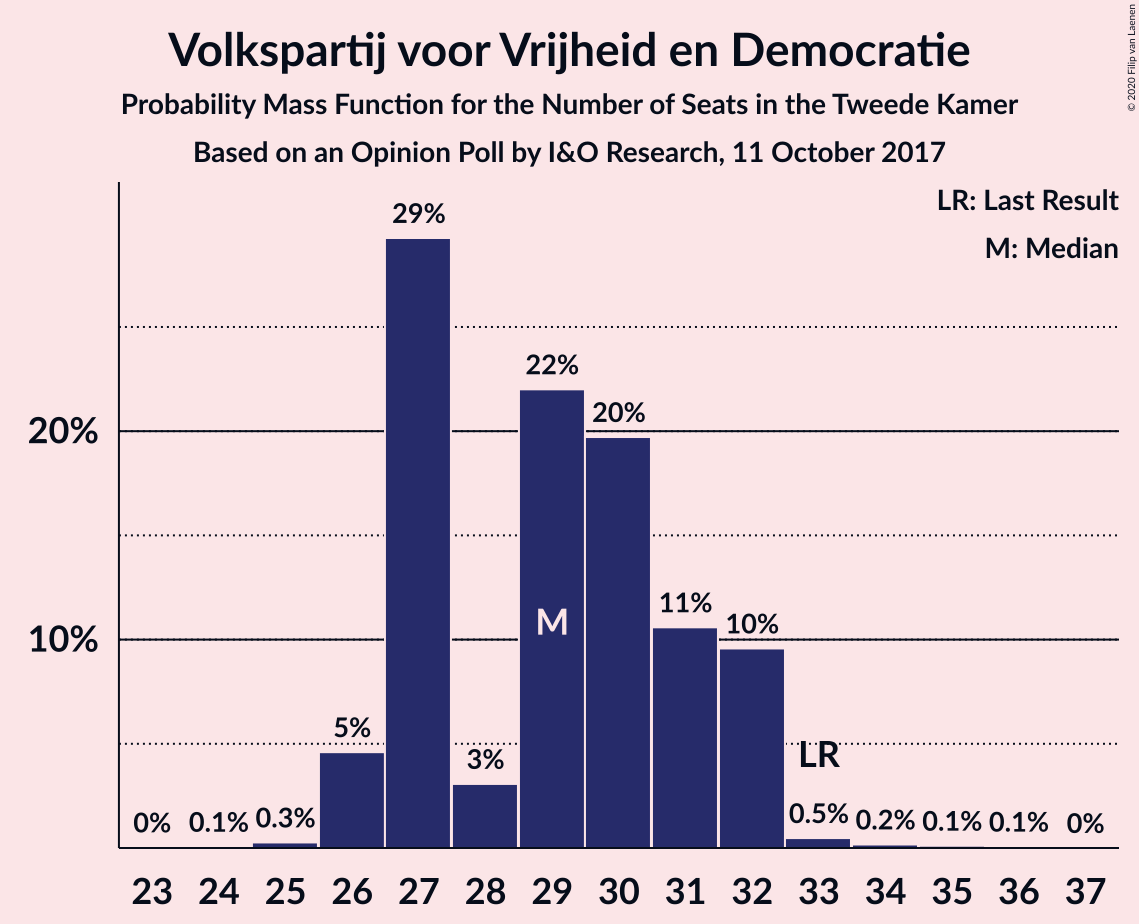 Volkspartij voor Vrijheid en Democratie
Probability Mass Function for the Number of Seats in the Tweede Kamer
Based on an Opinion Poll by I&O Research, 11 October 2017
© 2020 Filip van Laenen
LR: Last Result
M: Median
29%
22%
20%
20%
11%
10%
10%
M
5%
3%
LR
0% 0.1% 0.3% 0.5% 0.2% 0.1% 0.1% 0%
23 24 25 26 27 28 29 30 31 32 33 34 35 36 37